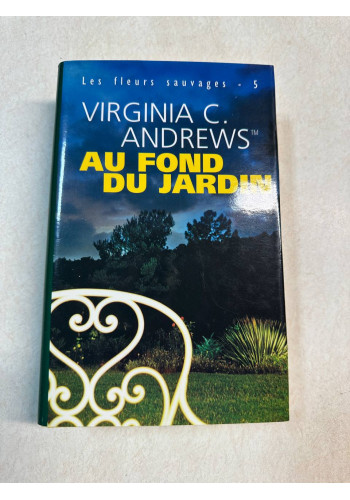 Les fleurs sauvages - 5
VIRGINIA C.
ANDREWS™
AU FOND
DU JARDIN